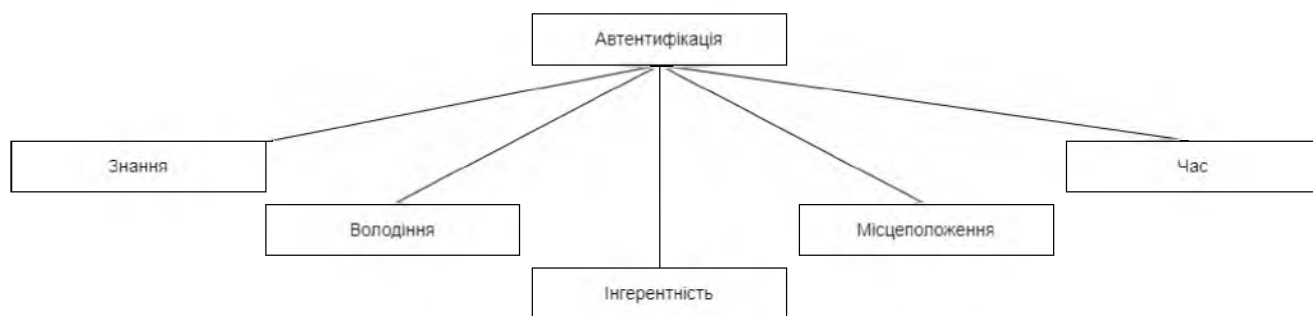 Автентифікація
Знання
Час
Володіння
Місцеположення
Інгерентність